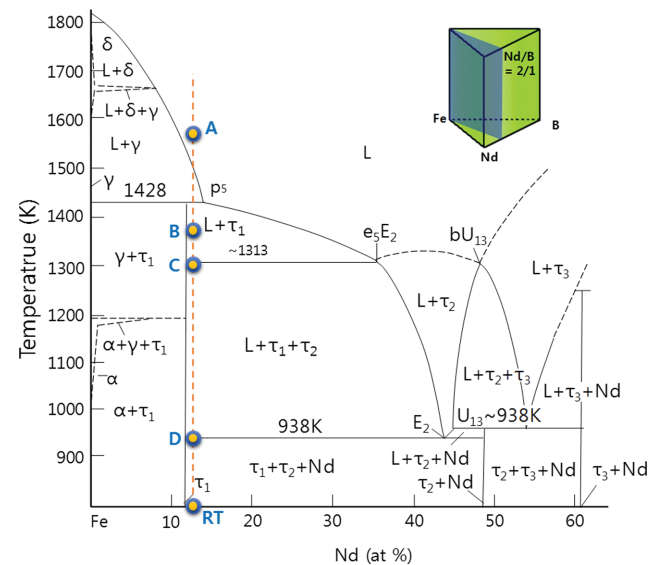 1800
1700
1600
1500
1400
1300
1200
1100
1000
900
Temperatrue (K)
δ
L+δ
L+δ+γ
L+γ
γ
1428
A
p5
L
Nd/B
= 2/1
Fe
B
Nd
B
L+τ1
~1313
C
γ+τ1
e5E2
bU13
L+τ3
L+τ2
α+γ+τ1
L+τ1+τ2
α
L+τ2+τ3
L+τ3+Nd
α+τ1
E2
U13~938K
D
938K
L+τ2+Nd
τ1
τ1+τ2+Nd
τ2+Nd
τ2+τ3+Nd
τ3+Nd
RT
Fe
10
20
30
40
50
60
Nd (at %)